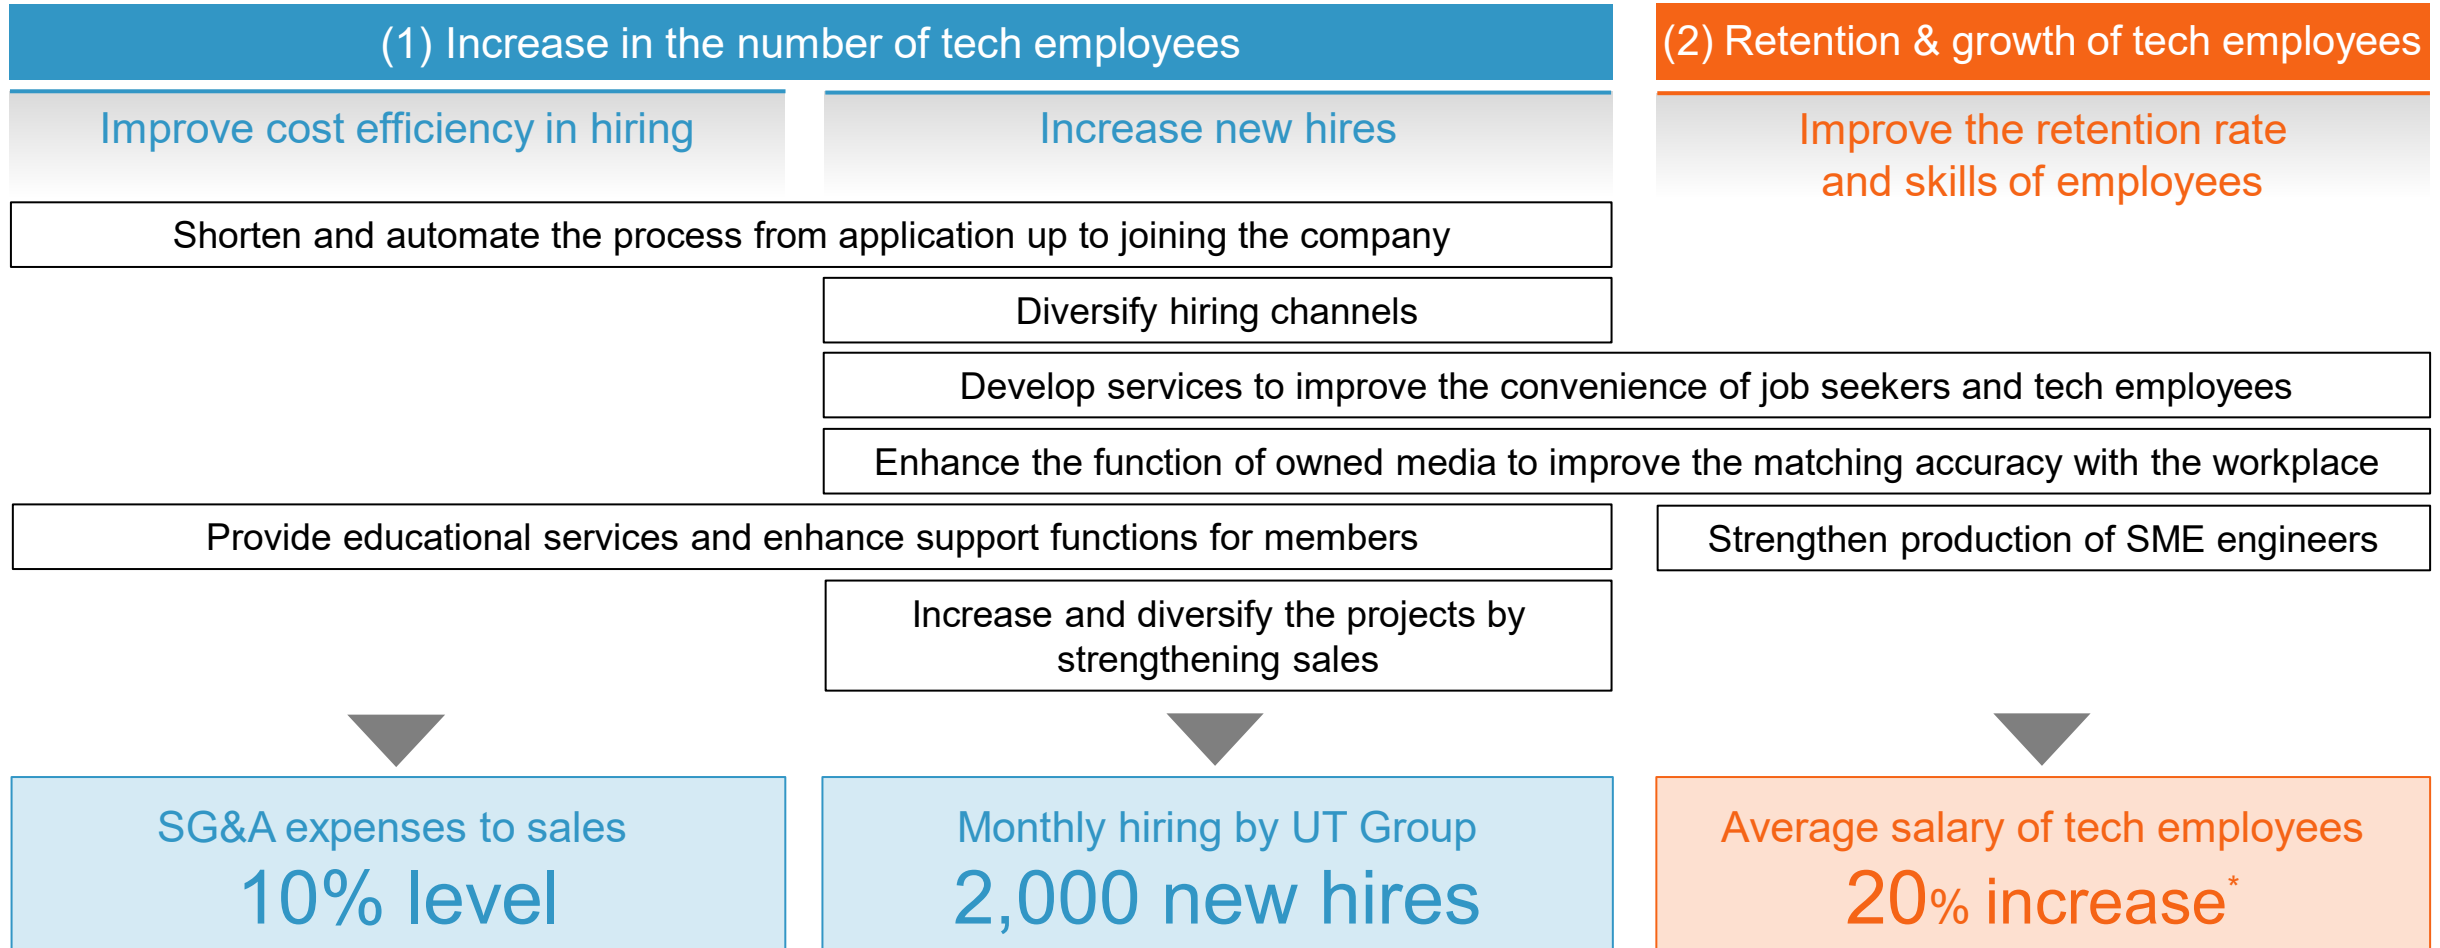 (1) Increase in the number of tech employees
(2) Retention & growth of tech employees
Improve cost efficiency in hiring
Increase new hires
Improve the retention rate
and skills of employees
Shorten and automate the process from application up to joining the company
Diversify hiring channels
Develop services to improve the convenience of job seekers and tech employees
Enhance the function of owned media to improve the matching accuracy with the workplace
Provide educational services and enhance support functions for members
Strengthen production of SME engineers
Increase and diversify the projects by
strengthening sales
SG&A expenses to sales
10% level
Monthly hiring by UT Group
2,000 new hires
Average salary of tech employees
20% increase*